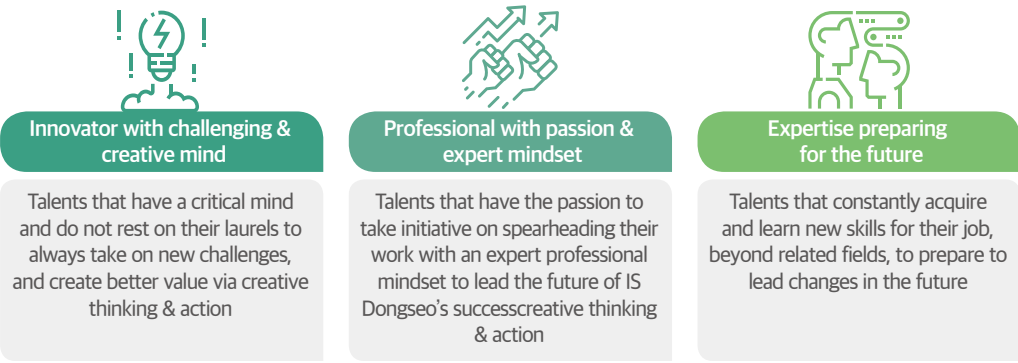 Innovator with challenging &
creative mind
Talents that have a critical mind
and do not rest on their laurels to
always take on new challenges,
and create better value via creative
thinking & action
Professional with passion &
expert mindset
Talents that have the passion to
take initiative on spearheading their
work with an expert professional
mindset to lead the future of IS
Dongseo's successcreative thinking
& action
Expertise preparing
for the future
Talents that constantly acquire
and learn new skills for their job,
beyond related fields, to prepare to
lead changes in the future